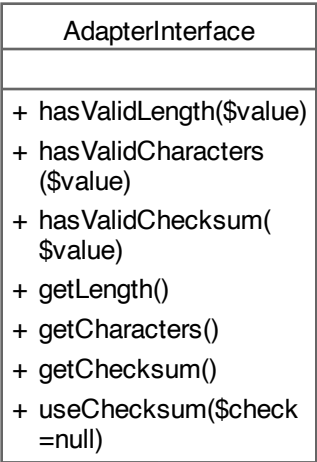 AdapterInterface
+ hasValidLength($value)
+ hasValidCharacters
($value)
+ hasValidChecksum(
$value)
+ getLength()
+ getCharacters()
+ getChecksum()
+ useChecksum($check
=null)